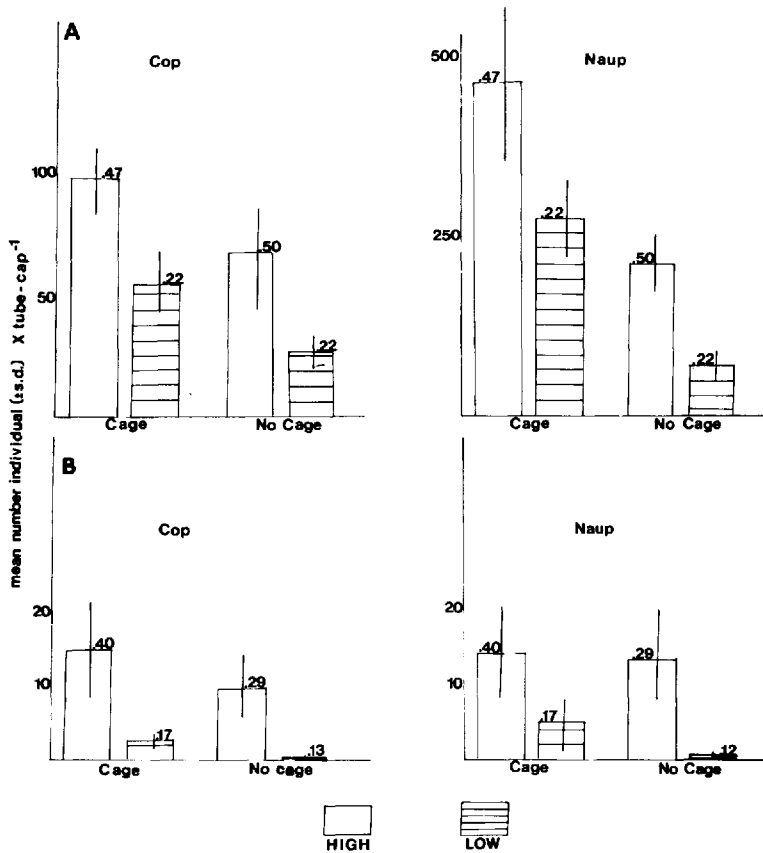 A
Cop
Naup
mean number individual (±s.d.) X tube-cap⁻¹
100
50
.47
.22
.50
.22
Cage
No Cage
500
250
.47
.22
.50
.22
Cage
No Cage
B
Cop
Naup
20
10
.40
.17
.29
.13
Cage
No cage
20
10
.40
.17
.29
.12
Cage
No Cage
HIGH
LOW